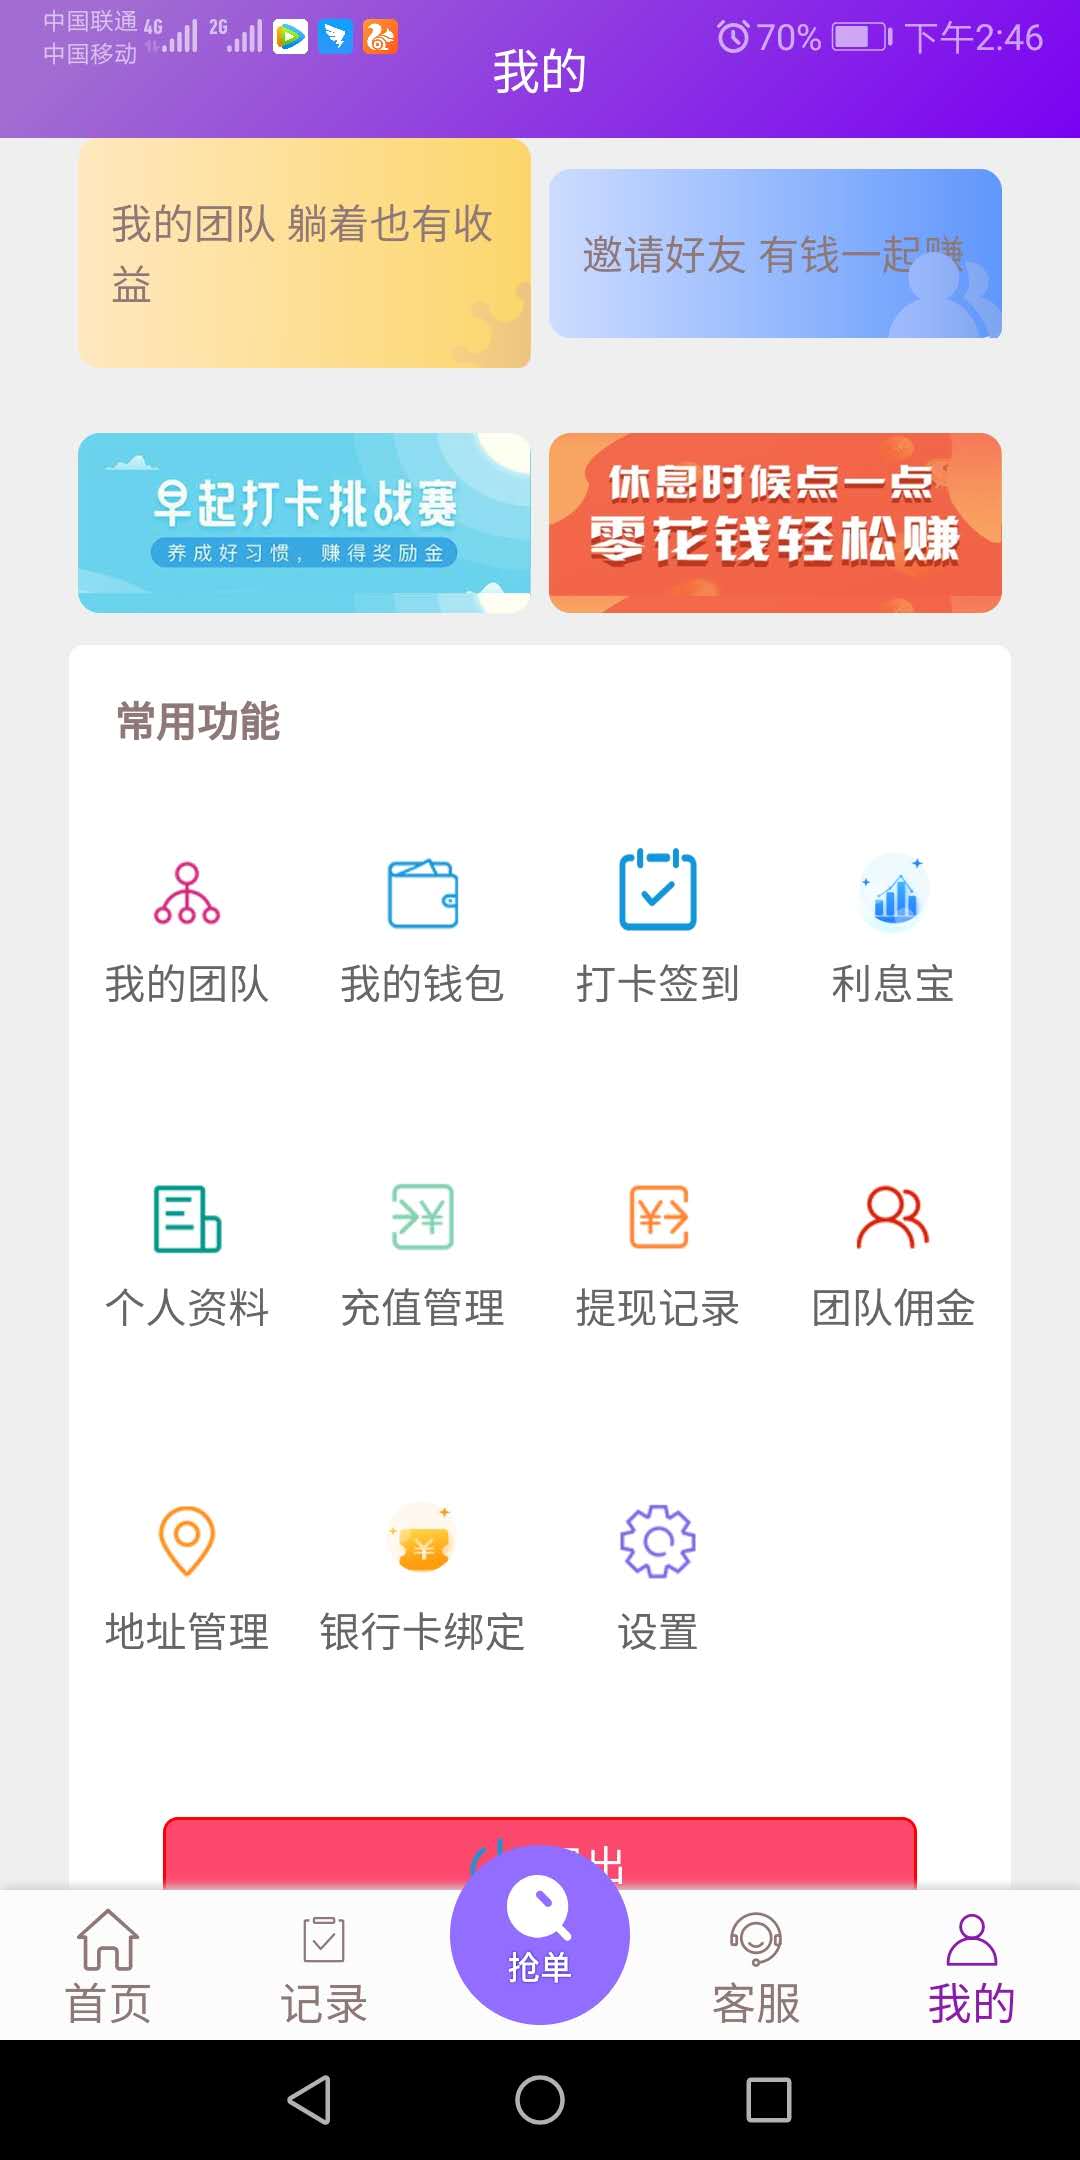 中国联通
中国移动
4G
2G
70%
下午2:46
我的
我的团队 躺着也有收
益
邀请好友 有钱一起赚
早起打卡挑战赛
养成好习惯，赚得奖励金
休息时候点一点
零花钱轻松赚
常用功能
我的团队
我的钱包
打卡签到
利息宝
个人资料
充值管理
提现记录
团队佣金
地址管理
银行卡绑定
设置
出
首页
记录
抢单
客服
我的